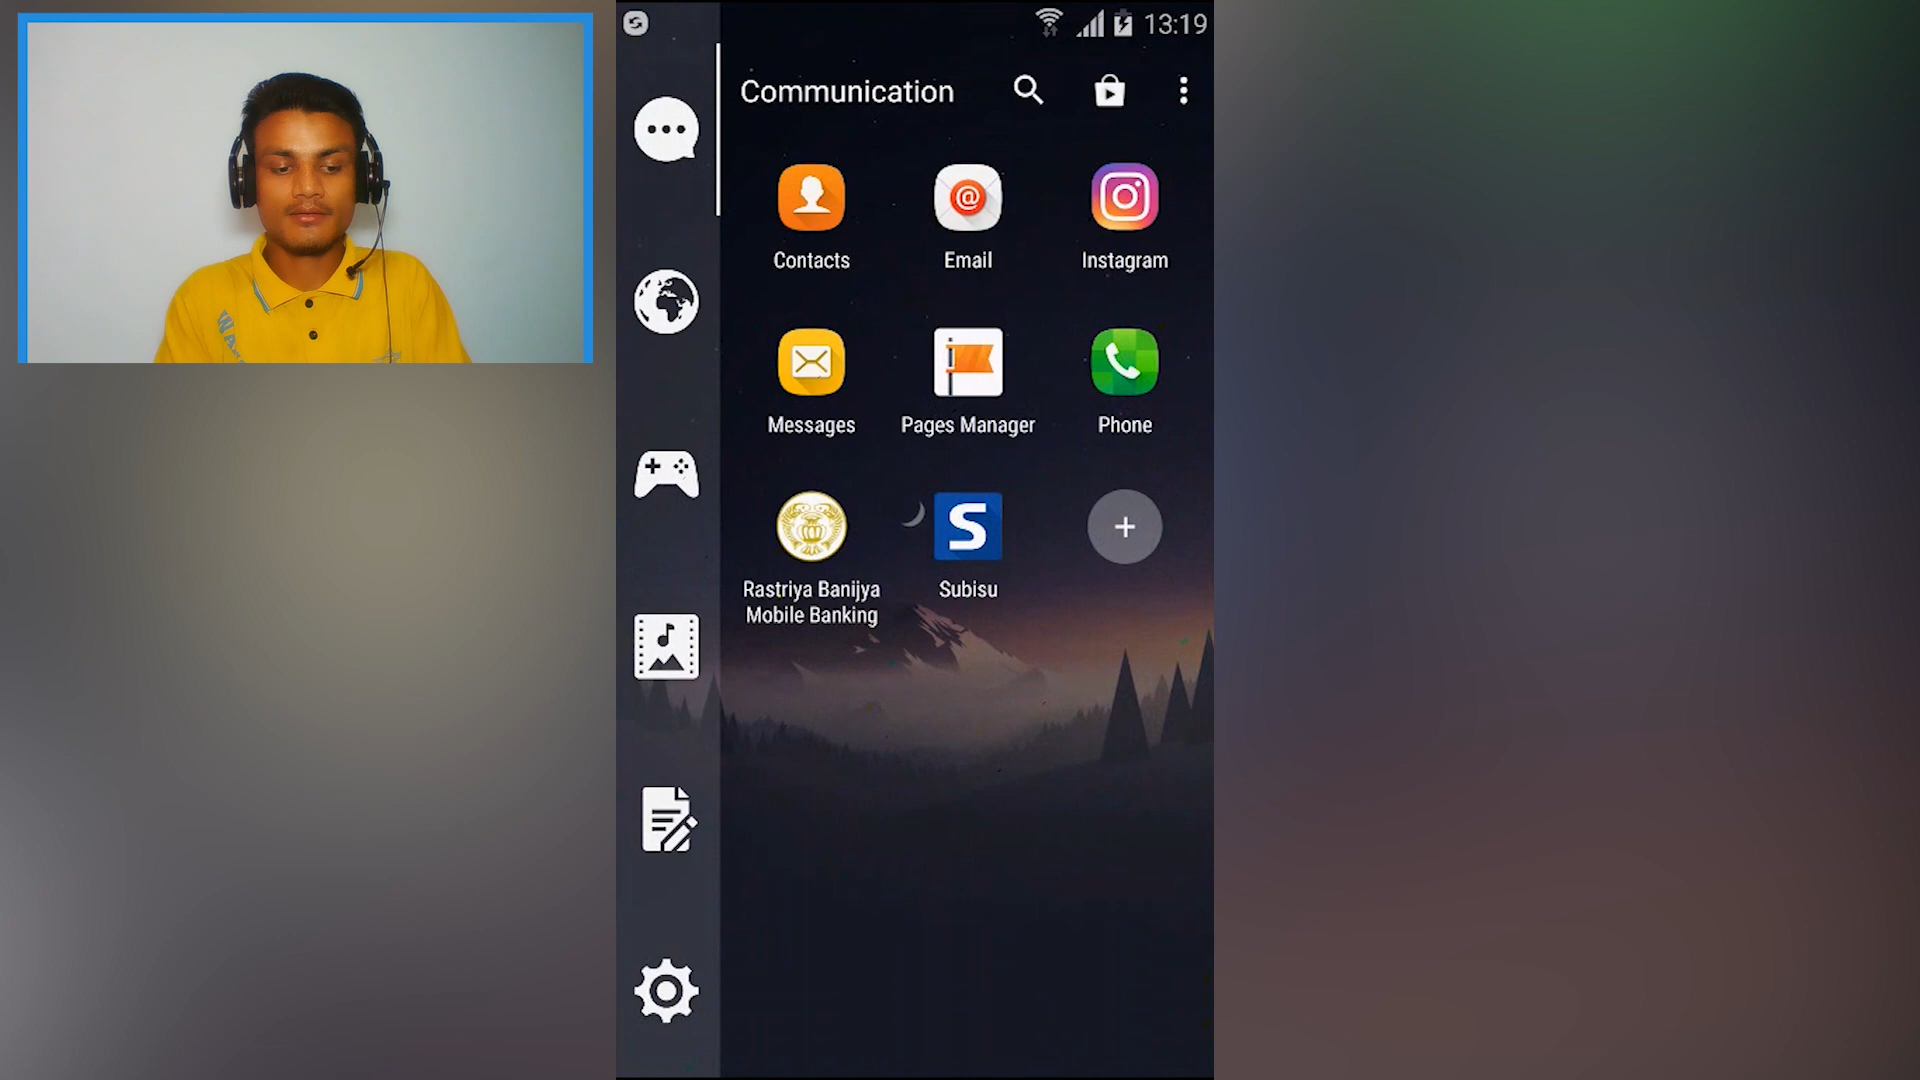 13:19
Communication
Contacts
Email
Instagram
Messages
Pages Manager
Phone
Rastriya Banijya
Mobile Banking
S
Subisu